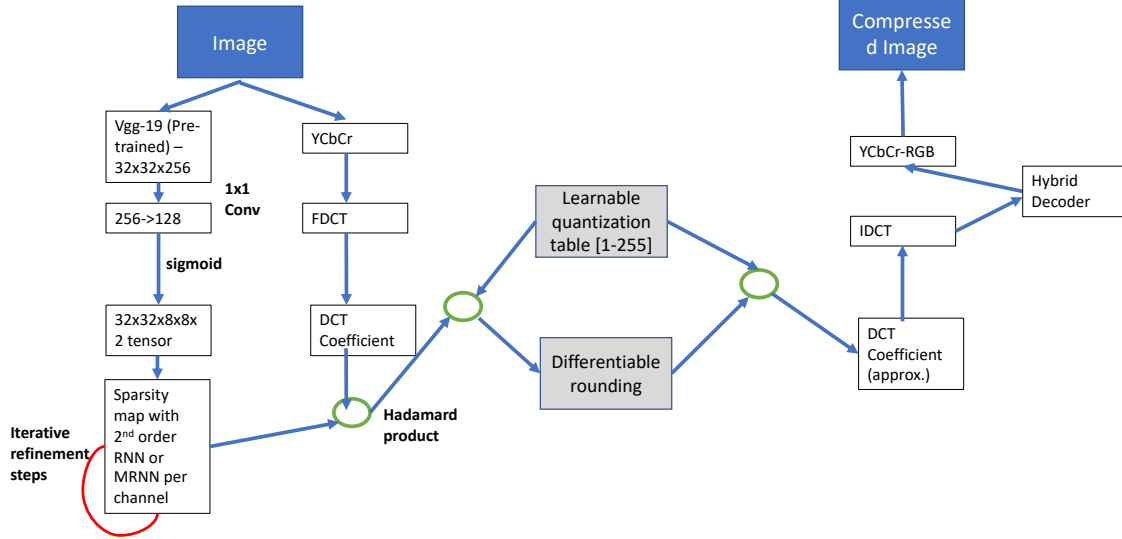 Image
Compresse
d Image
Vgg-19 (Pre-
trained) –
32x32x256
YCbCr
1x1
Conv
256->128
FDCT
sigmoid
32x32x8x8x
2 tensor
DCT
Coefficient
Sparsity
map with
2nd order
RNN or
MRNN per
channel
Iterative
refinement
steps
Hadamard
product
Learnable
quantization
table [1-255]
Differentiable
rounding
DCT
Coefficient
(approx.)
IDCT
Hybrid
Decoder
YCbCr-RGB